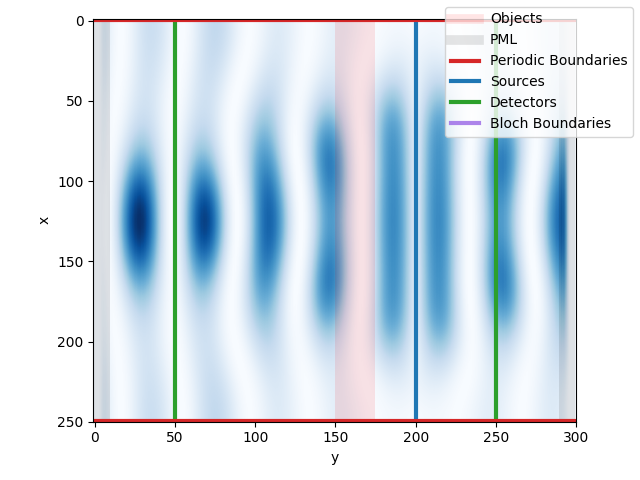 Objects
PML
Periodic Boundaries
Sources
Detectors
Bloch Boundaries
0
50
100
150
200
250
x
0
50
100
150
200
250
300
y